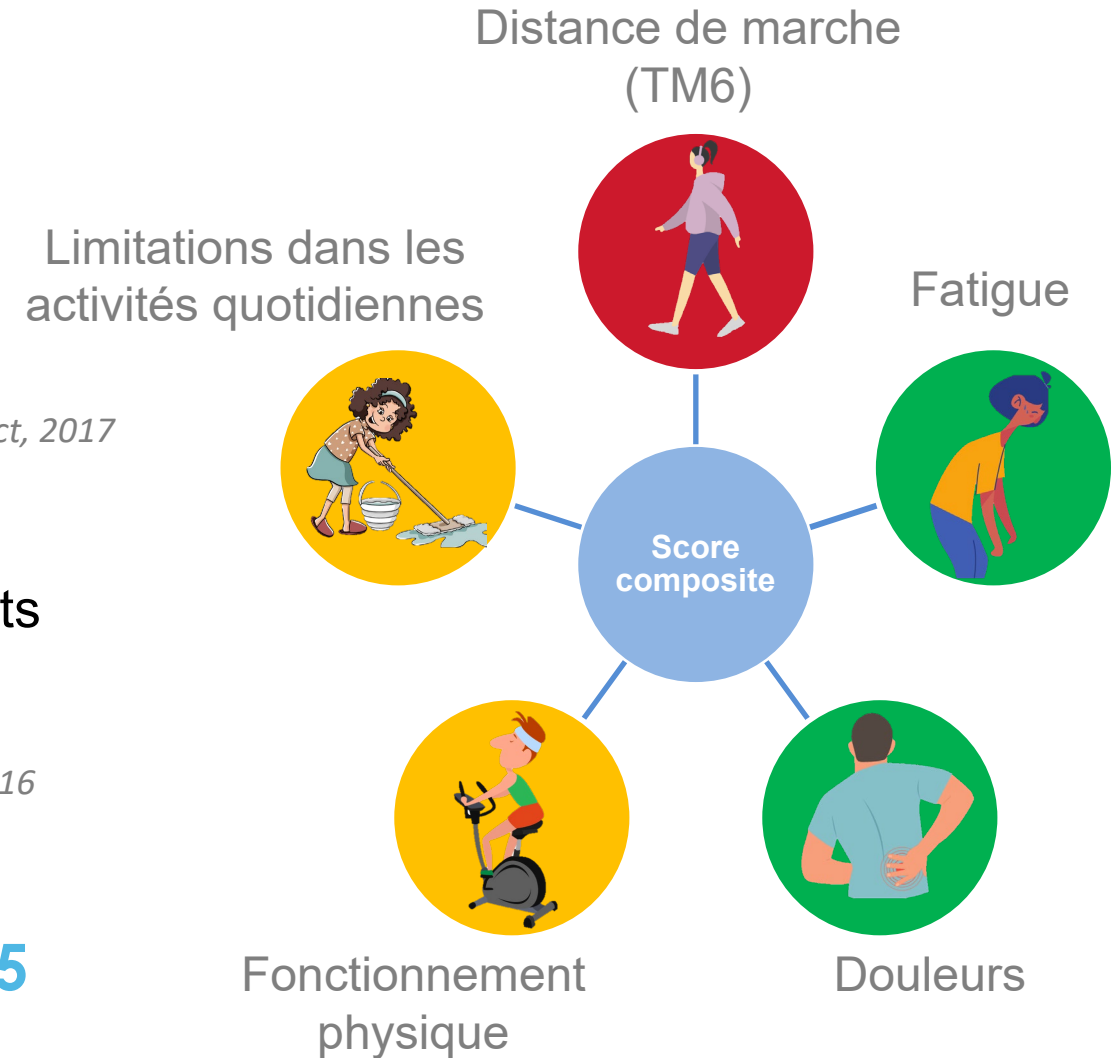 Distance de marche
(TM6)
Limitations dans les
activités quotidiennes
Fatigue
ct, 2017
Score
composite
ts
16
5
Fonctionnement
physique
Douleurs